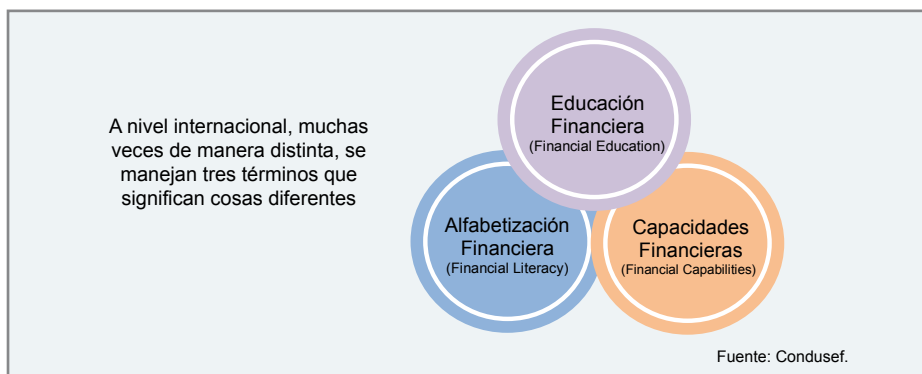 A nivel internacional, muchas
veces de manera distinta, se
manejan tres términos que
significan cosas diferentes
Educación
Financiera
(Financial Education)
Alfabetización
Financiera
(Financial Literacy)
Capacidades
Financieras
(Financial Capabilities)
Fuente: Condusef.